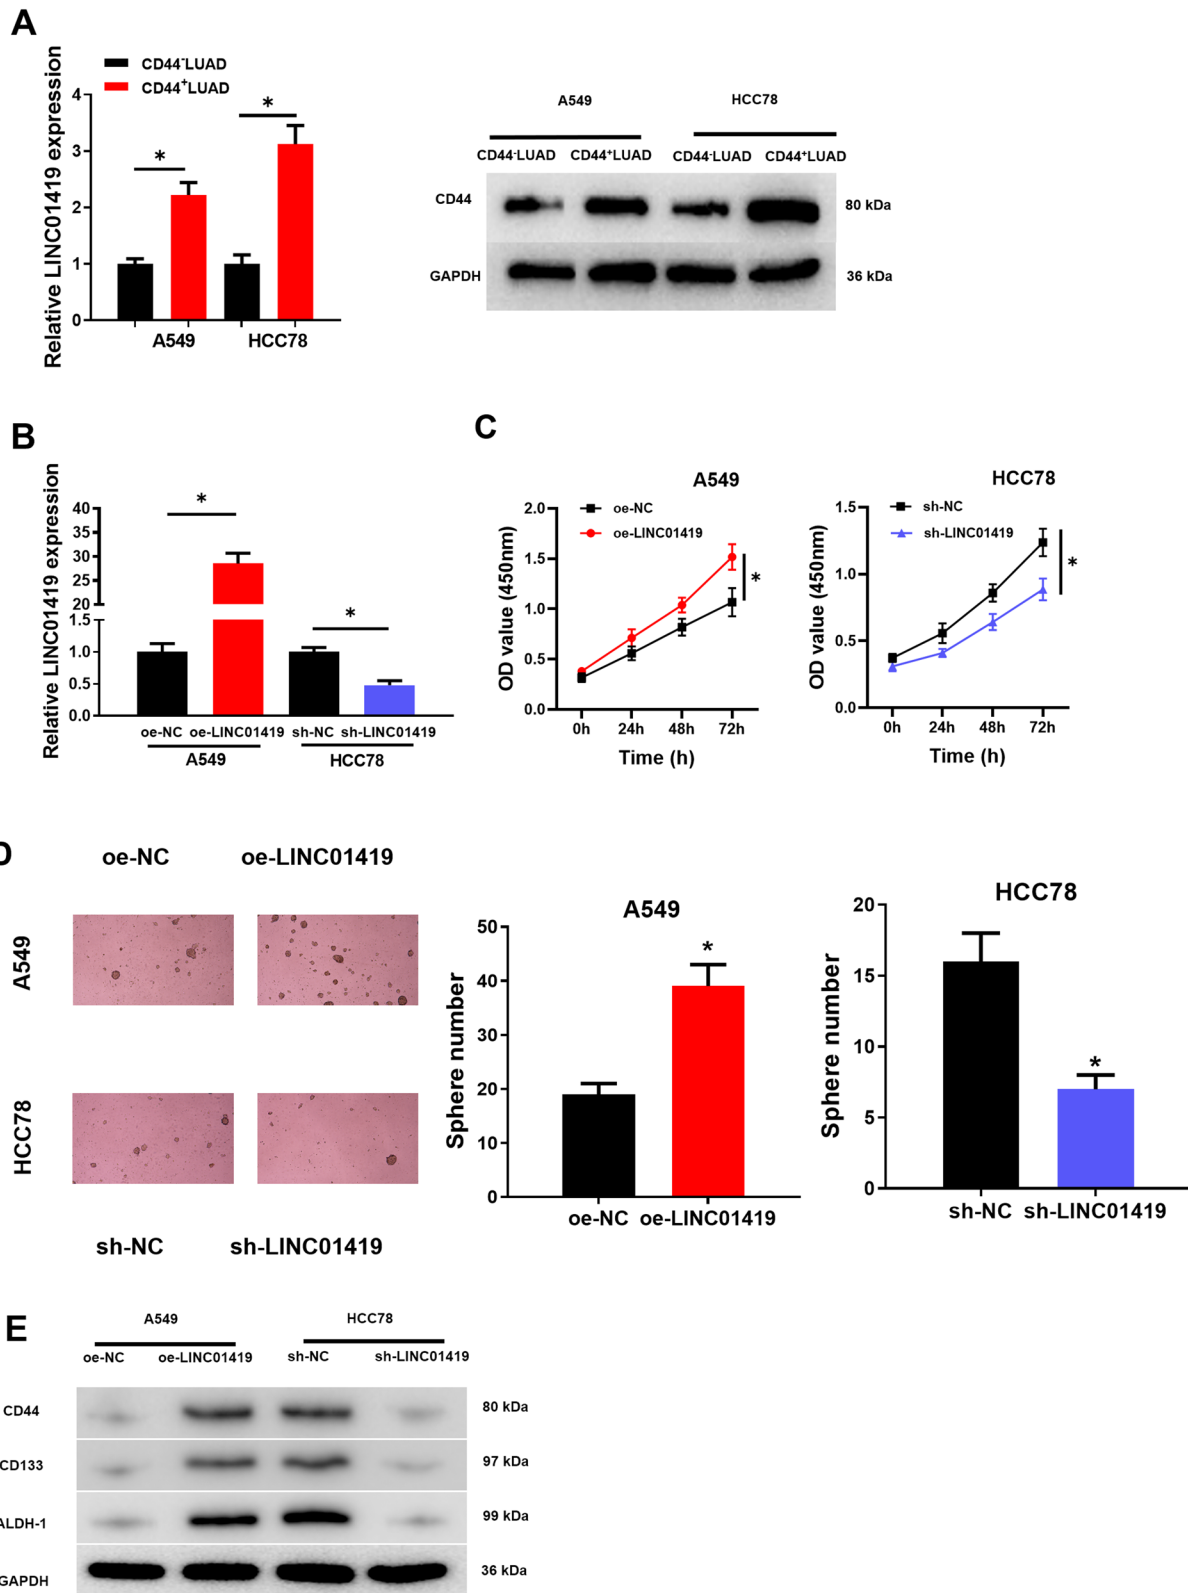 A
CD44-LUAD
CD44+LUAD
Relative LINC01419 expression
4
3
2
1
0
*
*
A549
HCC78
A549
HCC78
CD44-LUAD
CD44+LUAD
CD44-LUAD
CD44+LUAD
CD44
80 kDa
GAPDH
36 kDa
B
Relative LINC01419 expression
40
35
30
25
20
1.5
1.0
0.5
0.0
*
*
oe-NC
oe-LINC01419
sh-NC
sh-LINC01419
A549
HCC78
C
A549
oe-NC
oe-LINC01419
OD value (450nm)
2.0
1.5
1.0
0.5
0.0
*
0h
24h
48h
72h
Time (h)
HCC78
sh-NC
sh-LINC01419
OD value (450nm)
1.5
1.0
0.5
0.0
*
0h
24h
48h
72h
Time (h)
D
oe-NC
oe-LINC01419
A549
HCC78
sh-NC
sh-LINC01419
A549
Sphere number
50
40
30
20
10
0
*
oe-NC
oe-LINC01419
HCC78
Sphere number
20
15
10
5
0
*
sh-NC
sh-LINC01419
E
A549
HCC78
oe-NC
oe-LINC01419
sh-NC
sh-LINC01419
CD44
80 kDa
CD133
97 kDa
ALDH-1
99 kDa
GAPDH
36 kDa